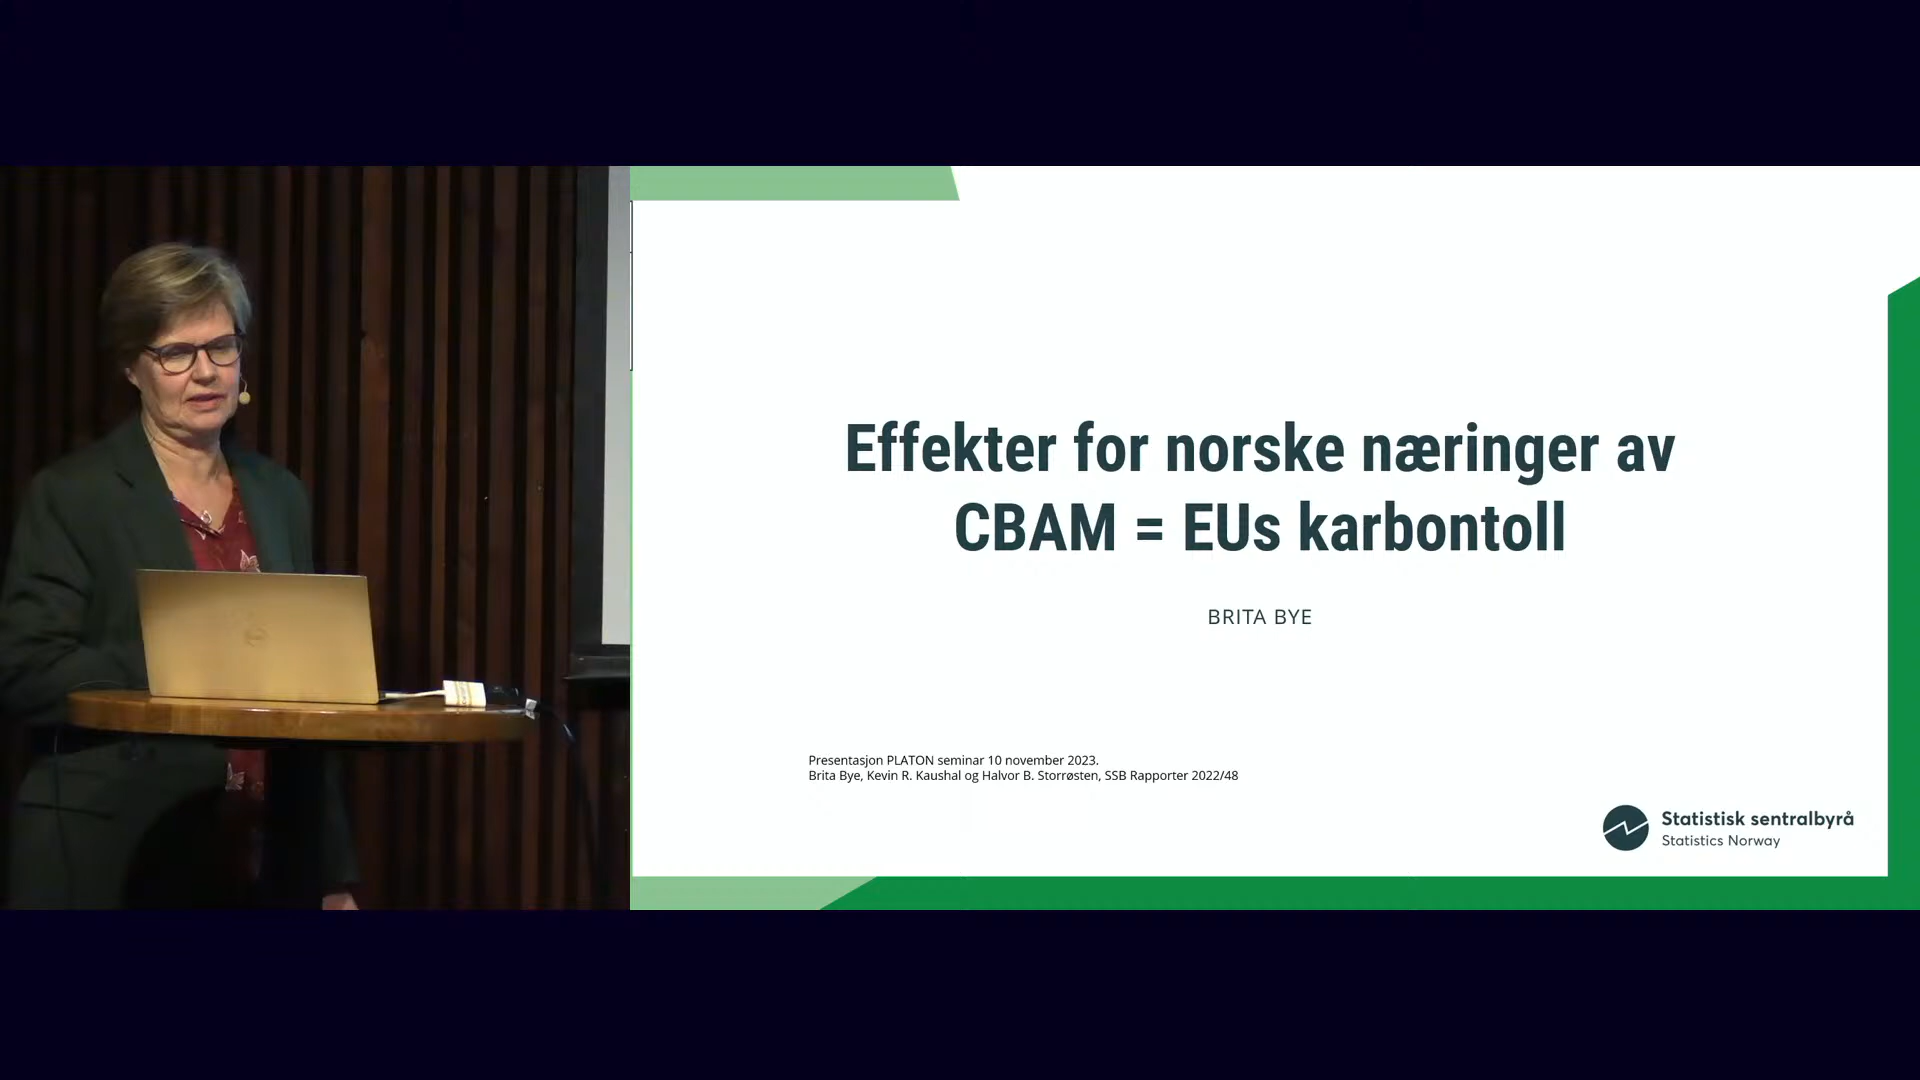 Effekter for norske næringer av
CBAM = EUs karbontoll
BRITA BYE
Presentasjon PLATON seminar 10 november 2023.
Brita Bye, Kevin R. Kaushal og Halvor B. Storrøsten, SSB Rapporter 2022/48
Statistisk sentralbyrå
Statistics Norway